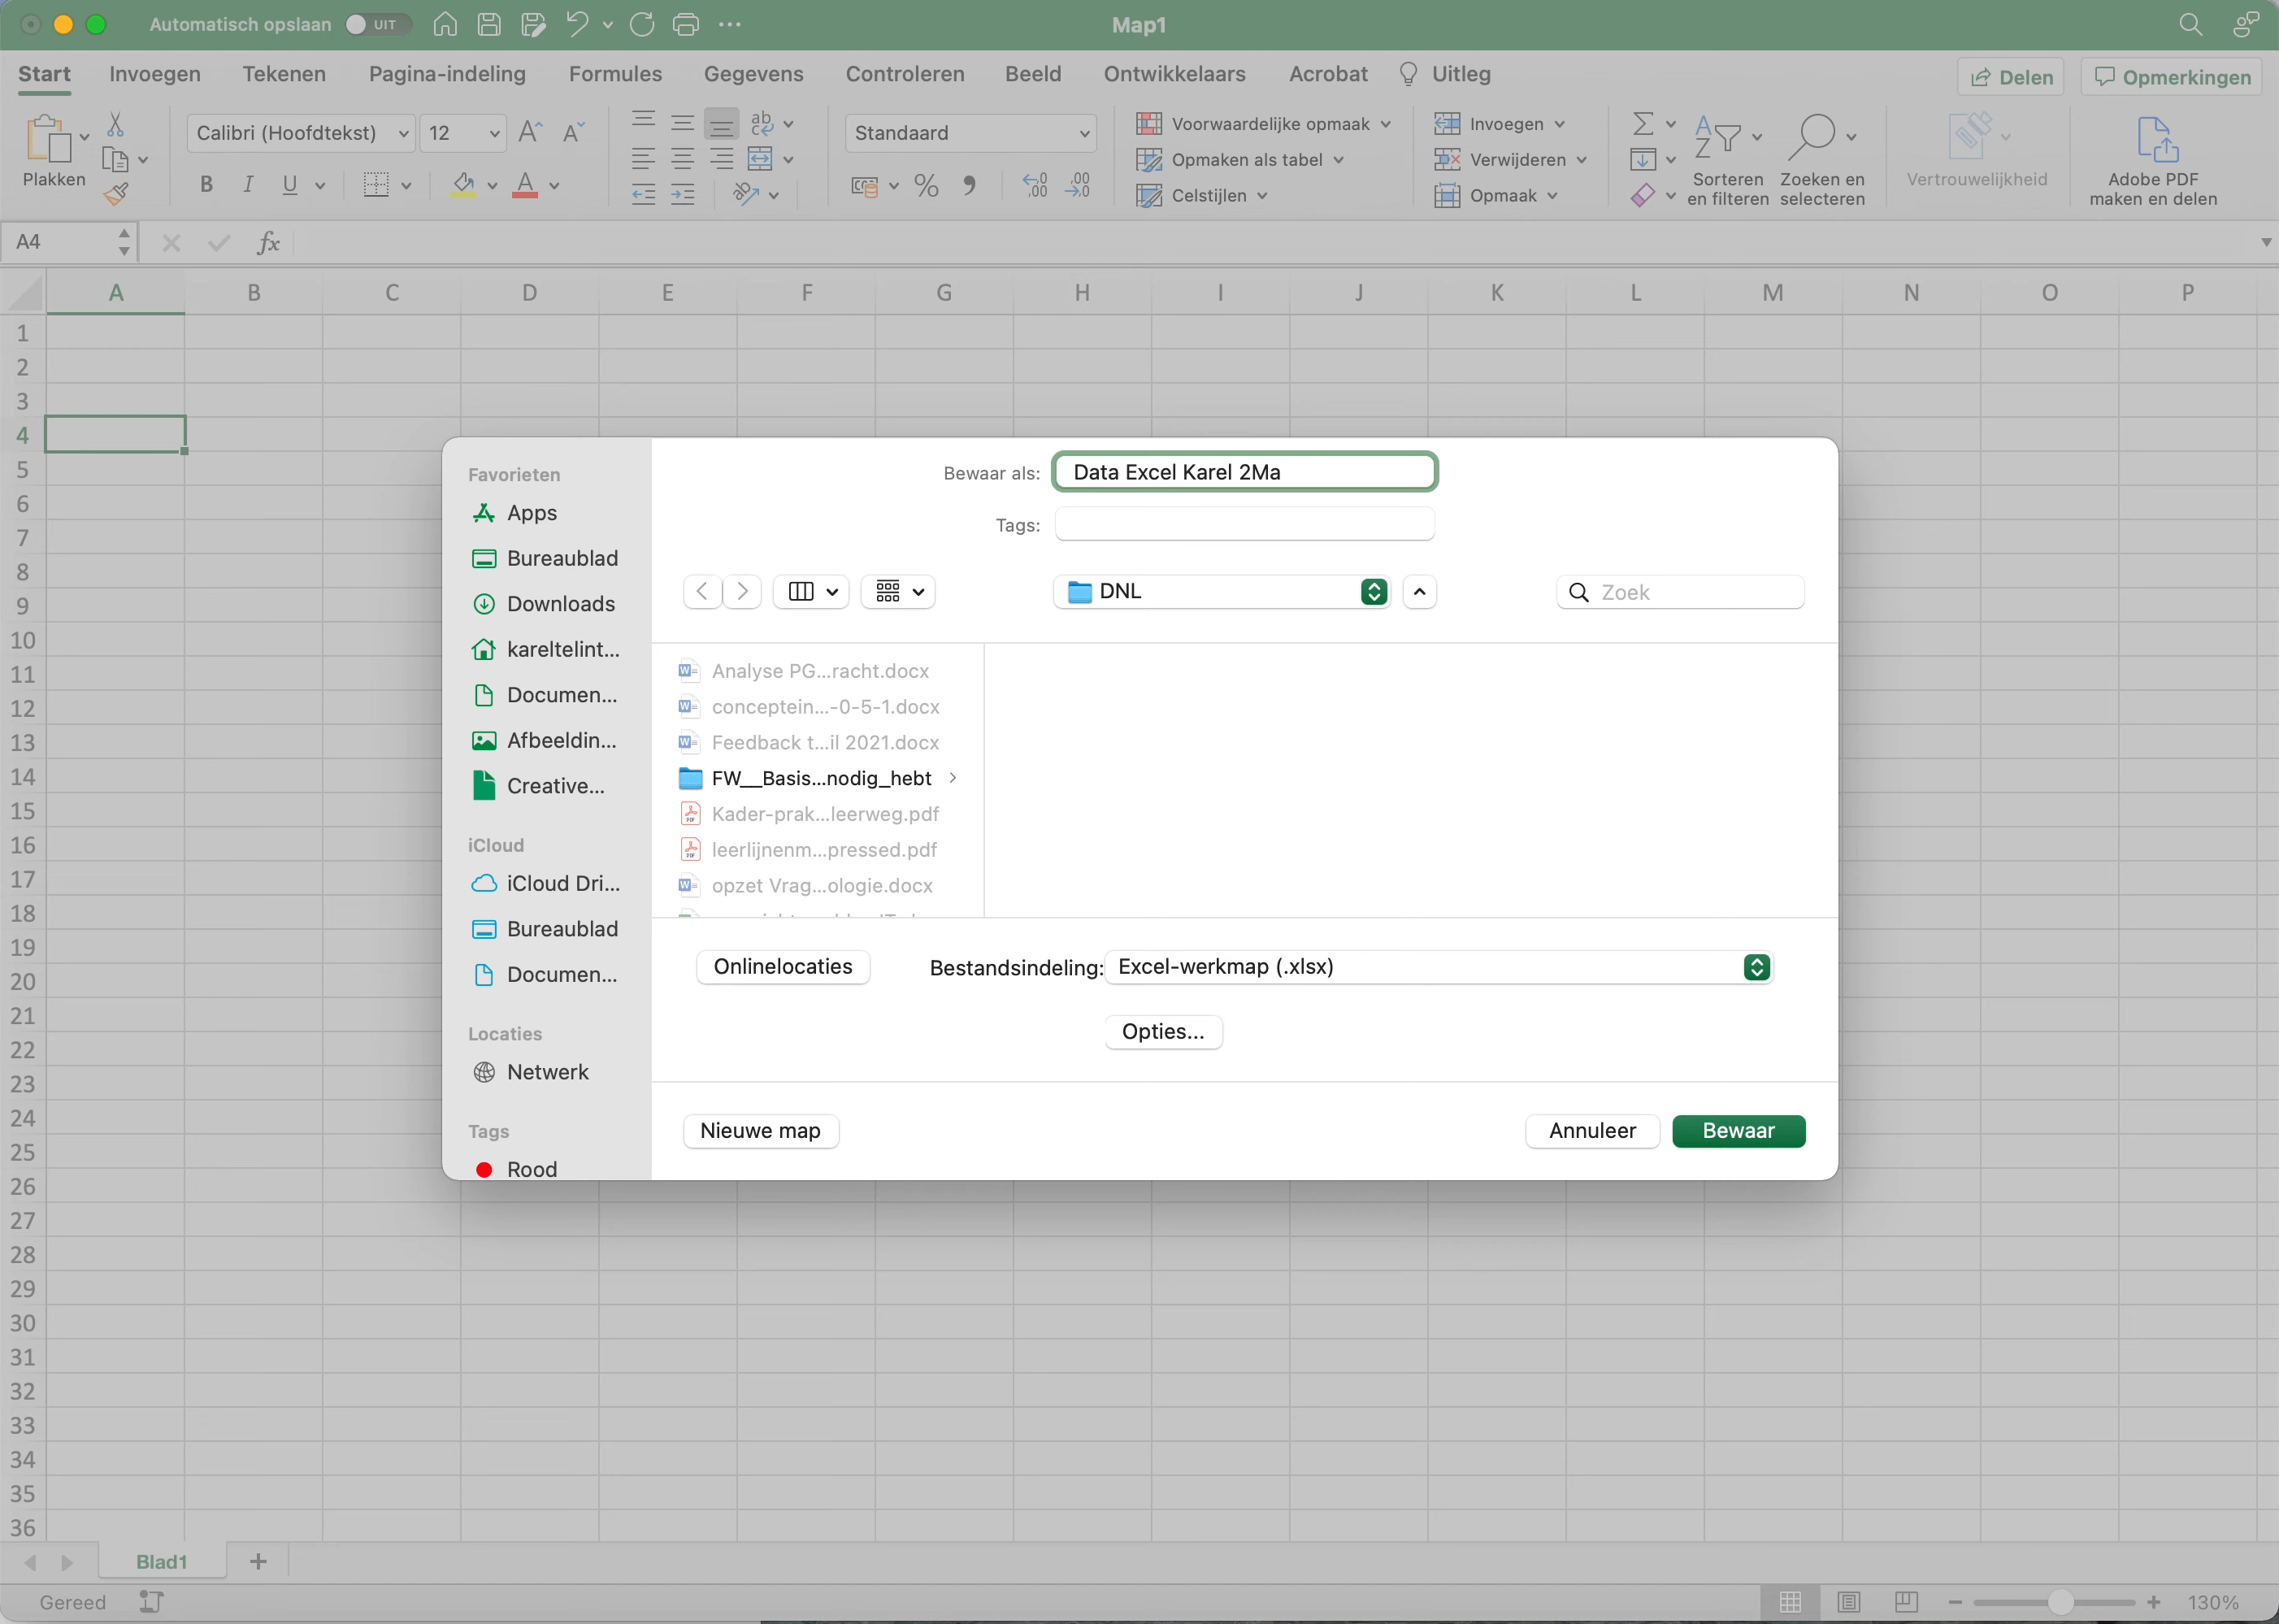 Automatisch opslaan UIT Map1
Start Invoegen Tekenen Pagina-indeling Formules Gegevens Controleren Beeld Ontwikkelaars Acrobat Uitleg Delen Opmerkingen
Plakken
Calibri (Hoofdtekst) 12
B I U A
ab c
Standaard
% ,00 ,0 ,00 ,0
Voorwaardelijke opmaak
Opmaken als tabel
Celstijlen
Invoegen
Verwijderen
Opmaak
Sorteren en filteren
Zoeken en selecteren
Vertrouwelijkheid
Adobe PDF maken en delen
A4 fx
A B C D E F G H I J K L M N O P
1
2
3
4
5
6
7
8
9
10
11
12
13
14
15
16
17
18
19
20
21
22
23
24
25
26
27
28
29
30
31
32
33
34
35
36
Favorieten
Apps
Bureaublad
Downloads
kareltelint...
Documen...
Afbeeldin...
Creative...
iCloud
iCloud Dri...
Bureaublad
Documen...
Locaties
Netwerk
Tags
Rood
Bewaar als: Data Excel Karel 2Ma
Tags:
DNL
Zoek
Analyse PG...racht.docx
conceptein...-0-5-1.docx
Feedback t...il 2021.docx
FW__Basis...nodig_hebt
Kader-prak...leerweg.pdf
leerlijnenm...pressed.pdf
opzet Vrag...ologie.docx
Onlinelocaties
Bestandsindeling: Excel-werkmap (.xlsx)
Opties...
Nieuwe map Annuleer Bewaar
Blad1
Gereed 130%